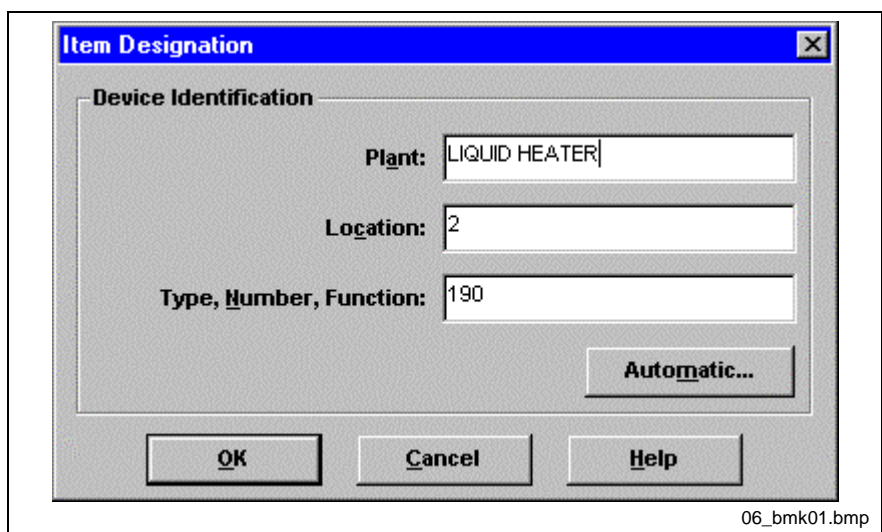 Item Designation
Device Identification
Plant: LIQUID HEATER
Location: 2
Type, Number, Function: 190
Automatic...
OK Cancel Help
06_bmk01.bmp